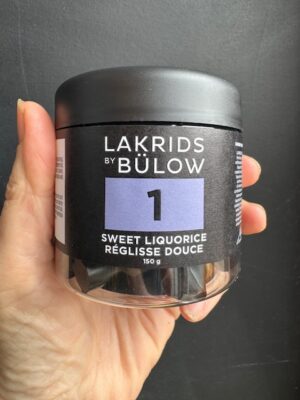 LAKRIDS
BY BÜLOW
1
SWEET LIQUORICE
RÉGLISSE DOUCE
150 g